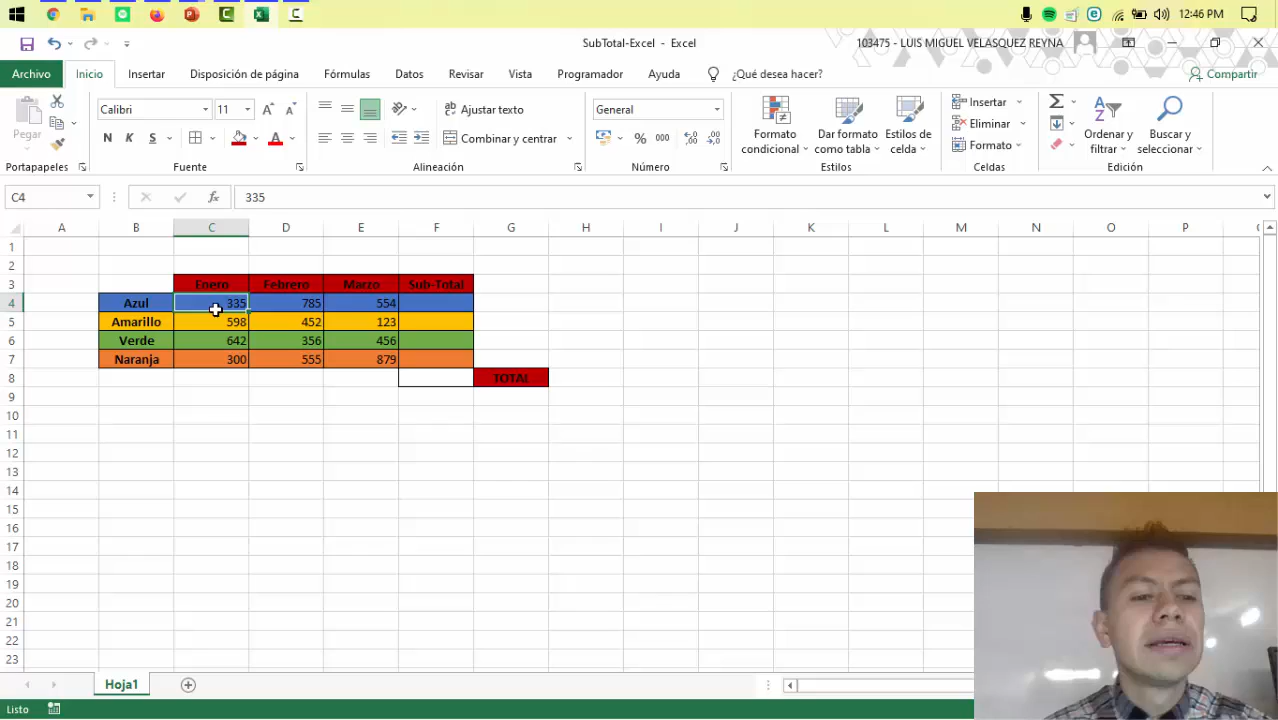 12:46 PM
SubTotal-Excel - Excel
103475 - LUIS MIGUEL VELASQUEZ REYNA
Archivo Inicio Insertar Disposición de página Fórmulas Datos Revisar Vista Programador Ayuda ¿Qué desea hacer? Compartir
Pegar
Calibri 11
N K S
Ajustar texto
Combinar y centrar
General
% 000
Formato condicional
Dar formato como tabla
Estilos de celda
Insertar
Eliminar
Formato
Ordenar y filtrar
Buscar y seleccionar
Portapapeles Fuente Alineación Número Estilos Celdas Edición
C4 fx 335
A B C D E F G H I J K L M N O P
1
2
3 Enero Febrero Marzo Sub-Total
4 Azul 335 785 554
5 Amarillo 598 452 123
6 Verde 642 356 456
7 Naranja 300 555 879
8 TOTAL
9
10
11
12
13
14
15
16
17
18
19
20
21
22
23
Hoja1
Listo